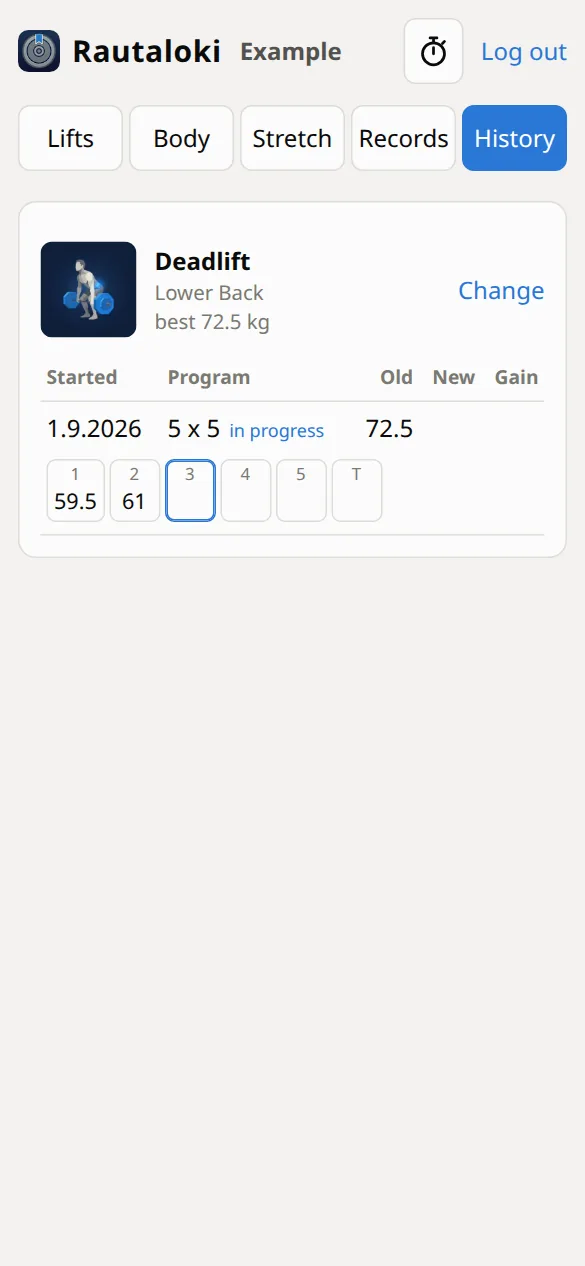 Rautaloki Example Log out
Lifts Body Stretch Records History
Deadlift
Lower Back
best 72.5 kg
Change
Started Program Old New Gain
1.9.2026 5 x 5 in progress 72.5
1 2 3 4 5 T
59.5 61